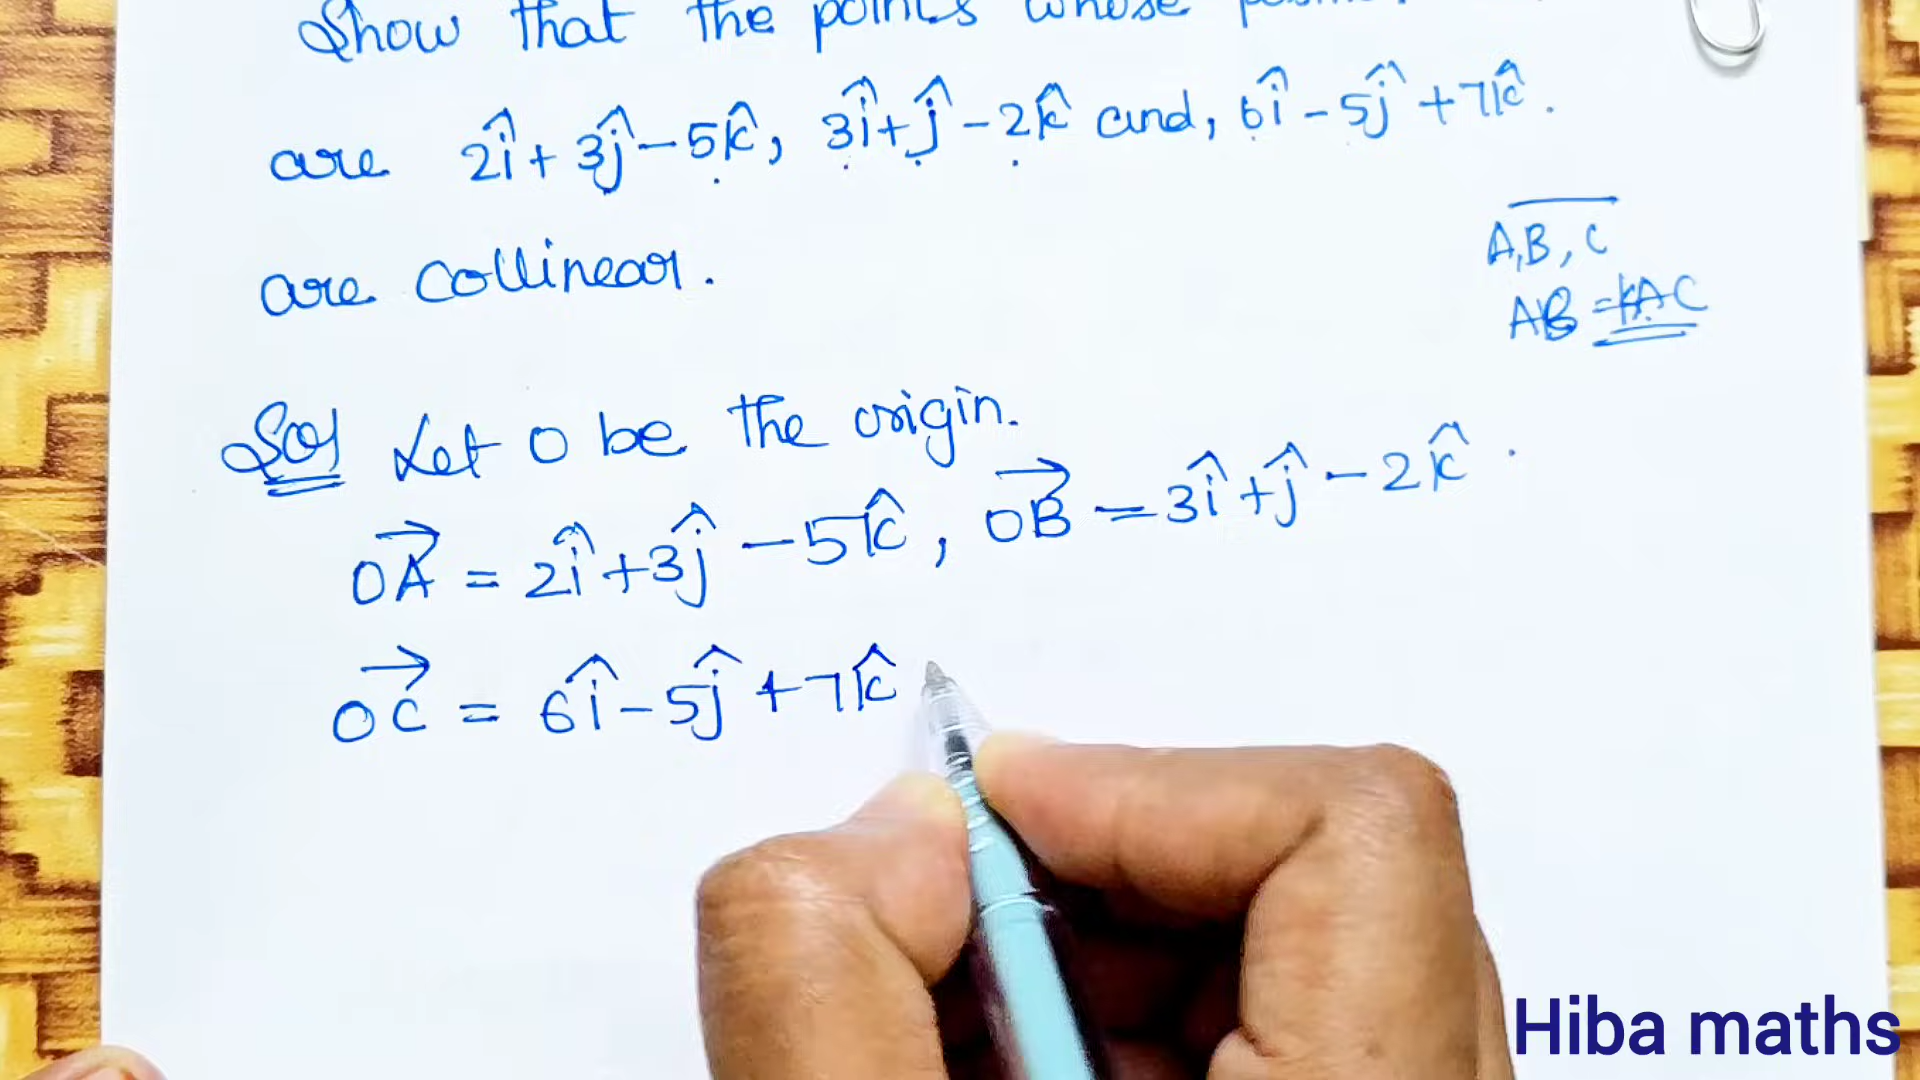 Show that the points whose
are 2î + 3ĵ - 5k̂, 3î + ĵ - 2k̂ and, 6î - 5ĵ + 7k̂.
are collinear.
A, B, C
AB = kAC
Sol Let O be the origin.
OA⃗ = 2î + 3ĵ - 5k̂, OB⃗ = 3î + ĵ - 2k̂.
OC⃗ = 6î - 5ĵ + 7k̂
Hiba maths